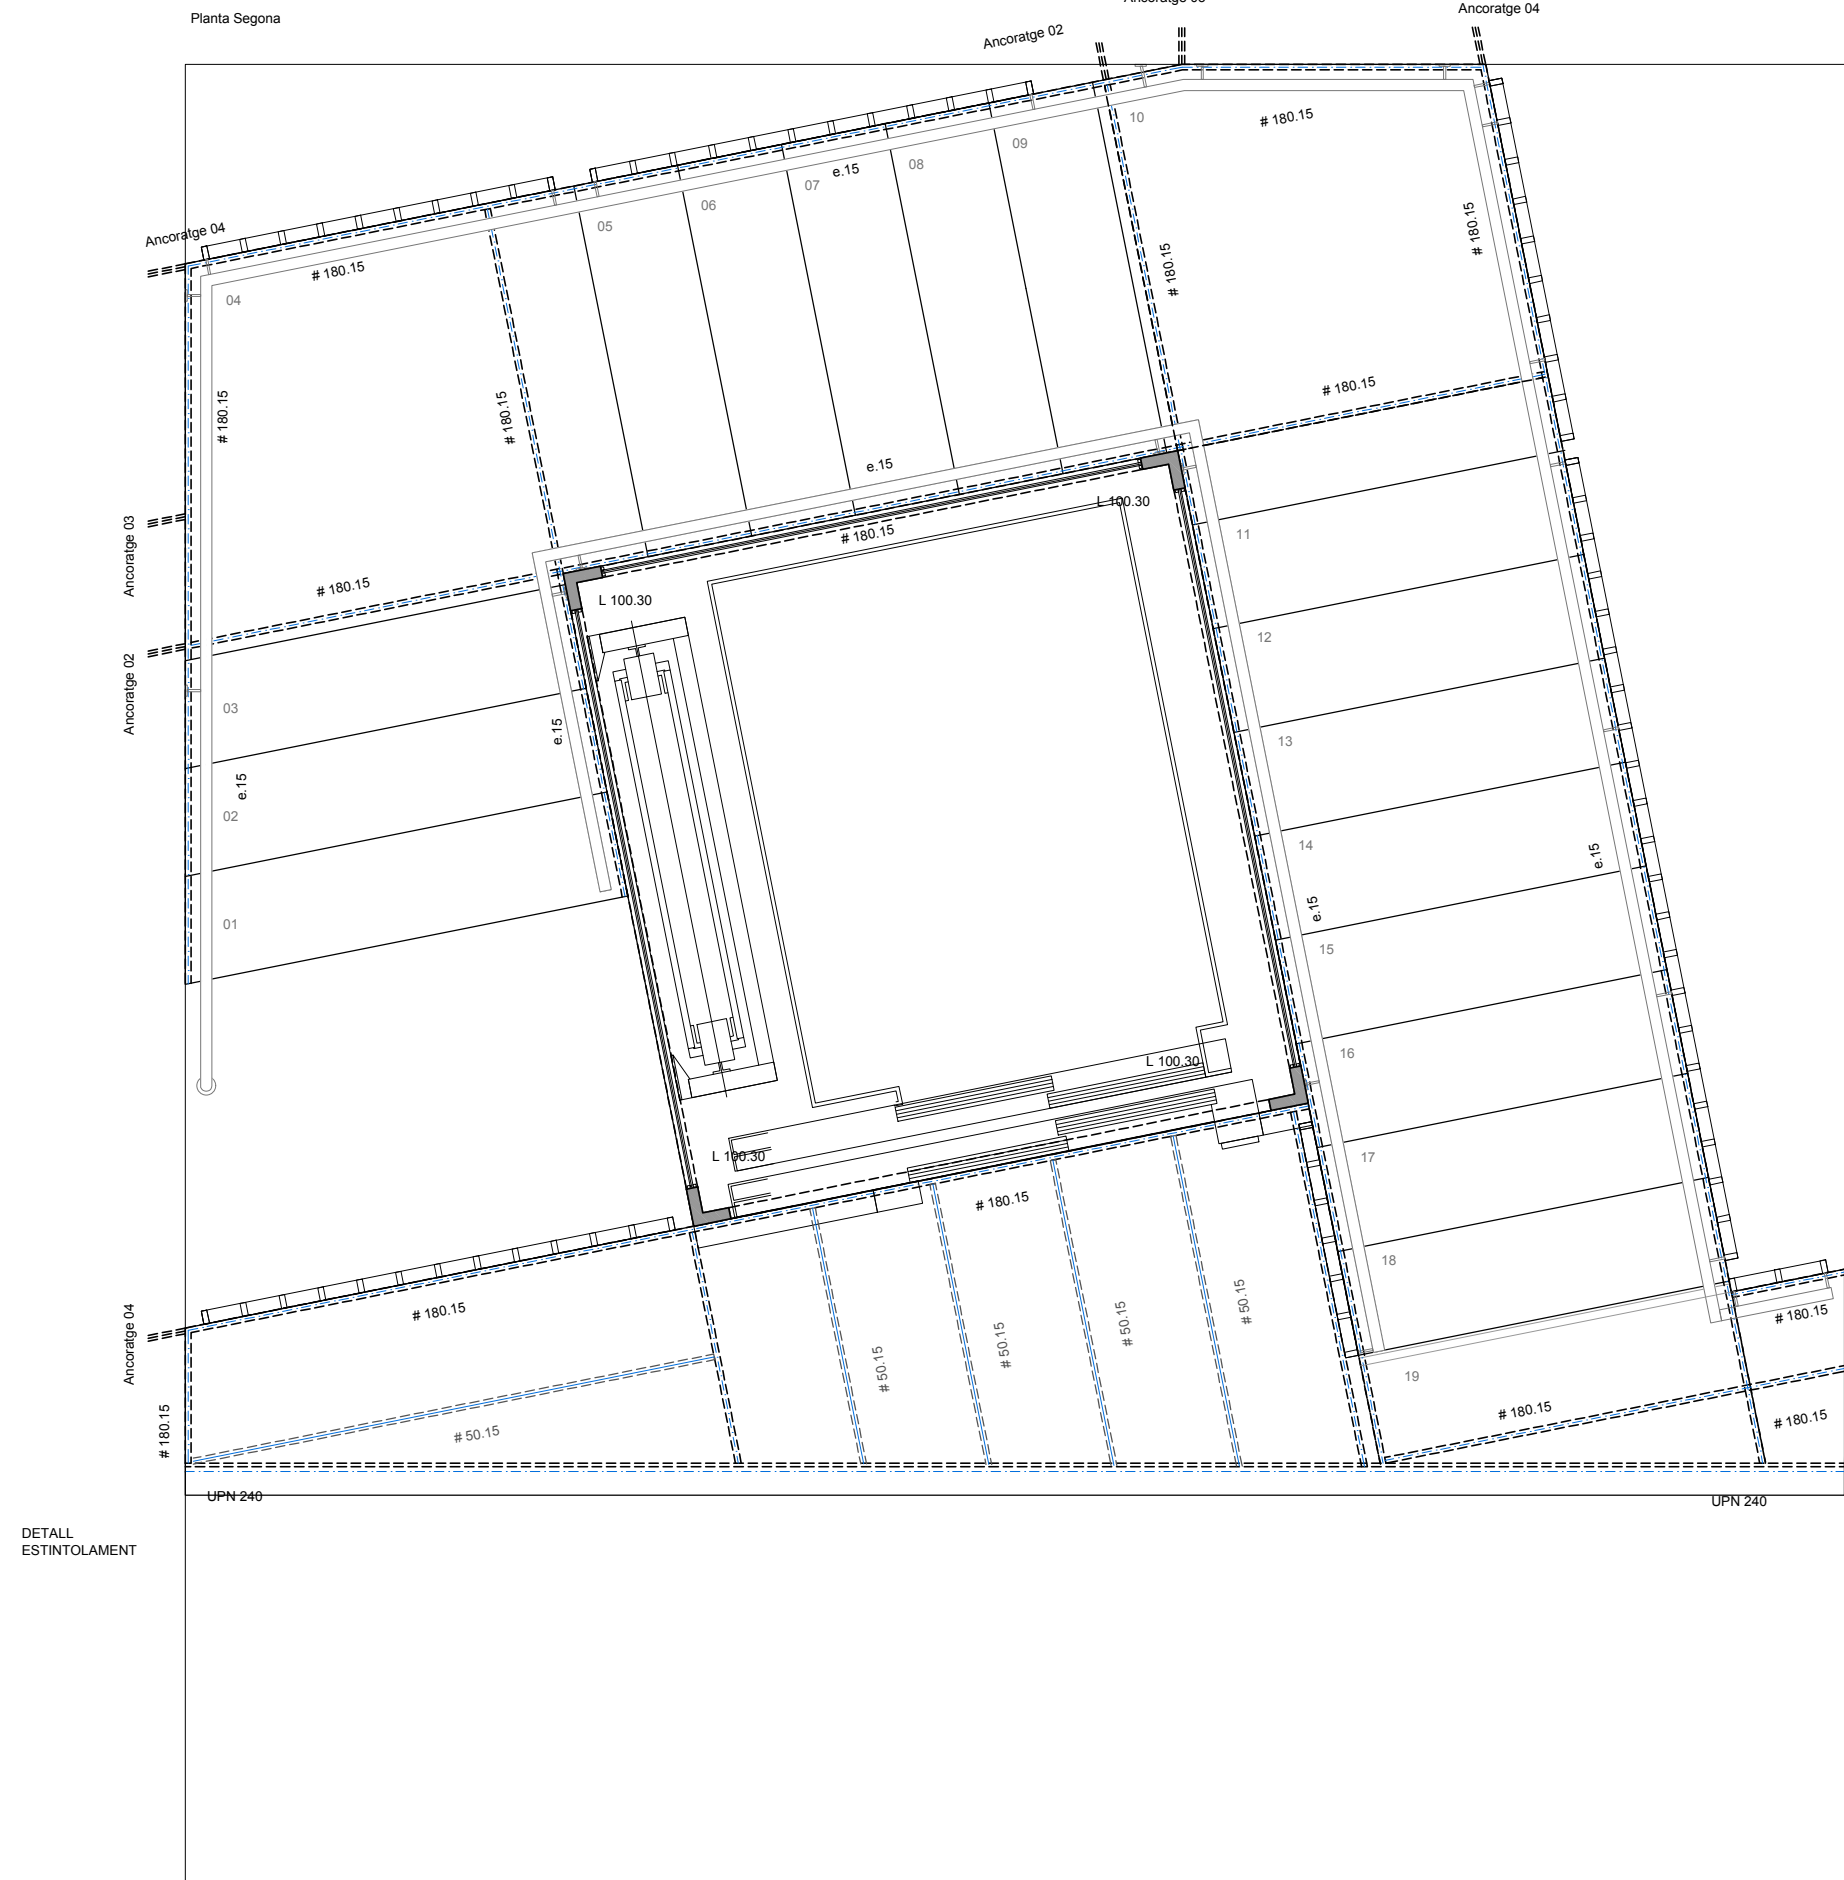 Planta Segona
Ancoratge 04
Ancoratge 02
Ancoratge 04
# 180.15
10
09
e.15
08
07
06
05
# 180.15
# 180.15
# 180.15
04
# 180.15
# 180.15
# 180.15
e.15
L 100.30
# 180.15
11
Ancoratge 03
# 180.15
L 100.30
12
Ancoratge 02
03
e.15
13
e.15
02
14
e.15
01
e.15
15
16
L 100.30
L 100.30
17
# 180.15
18
# 180.15
# 50.15
# 50.15
# 50.15
# 50.15
# 180.15
Ancoratge 04
19
# 180.15
# 180.15
# 180.15
# 50.15
UPN 240
UPN 240
DETALL
ESTINTOLAMENT